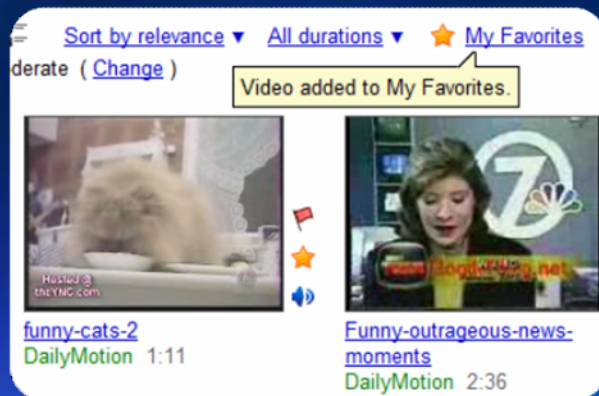 Sort by relevance ▼ All durations ▼ My Favorites
derate ( Change )
Video added to My Favorites.
7
Hosted @
theYNC.com
funny-cats-2
DailyMotion 1:11
Funny-outrageous-news-
moments
DailyMotion 2:36